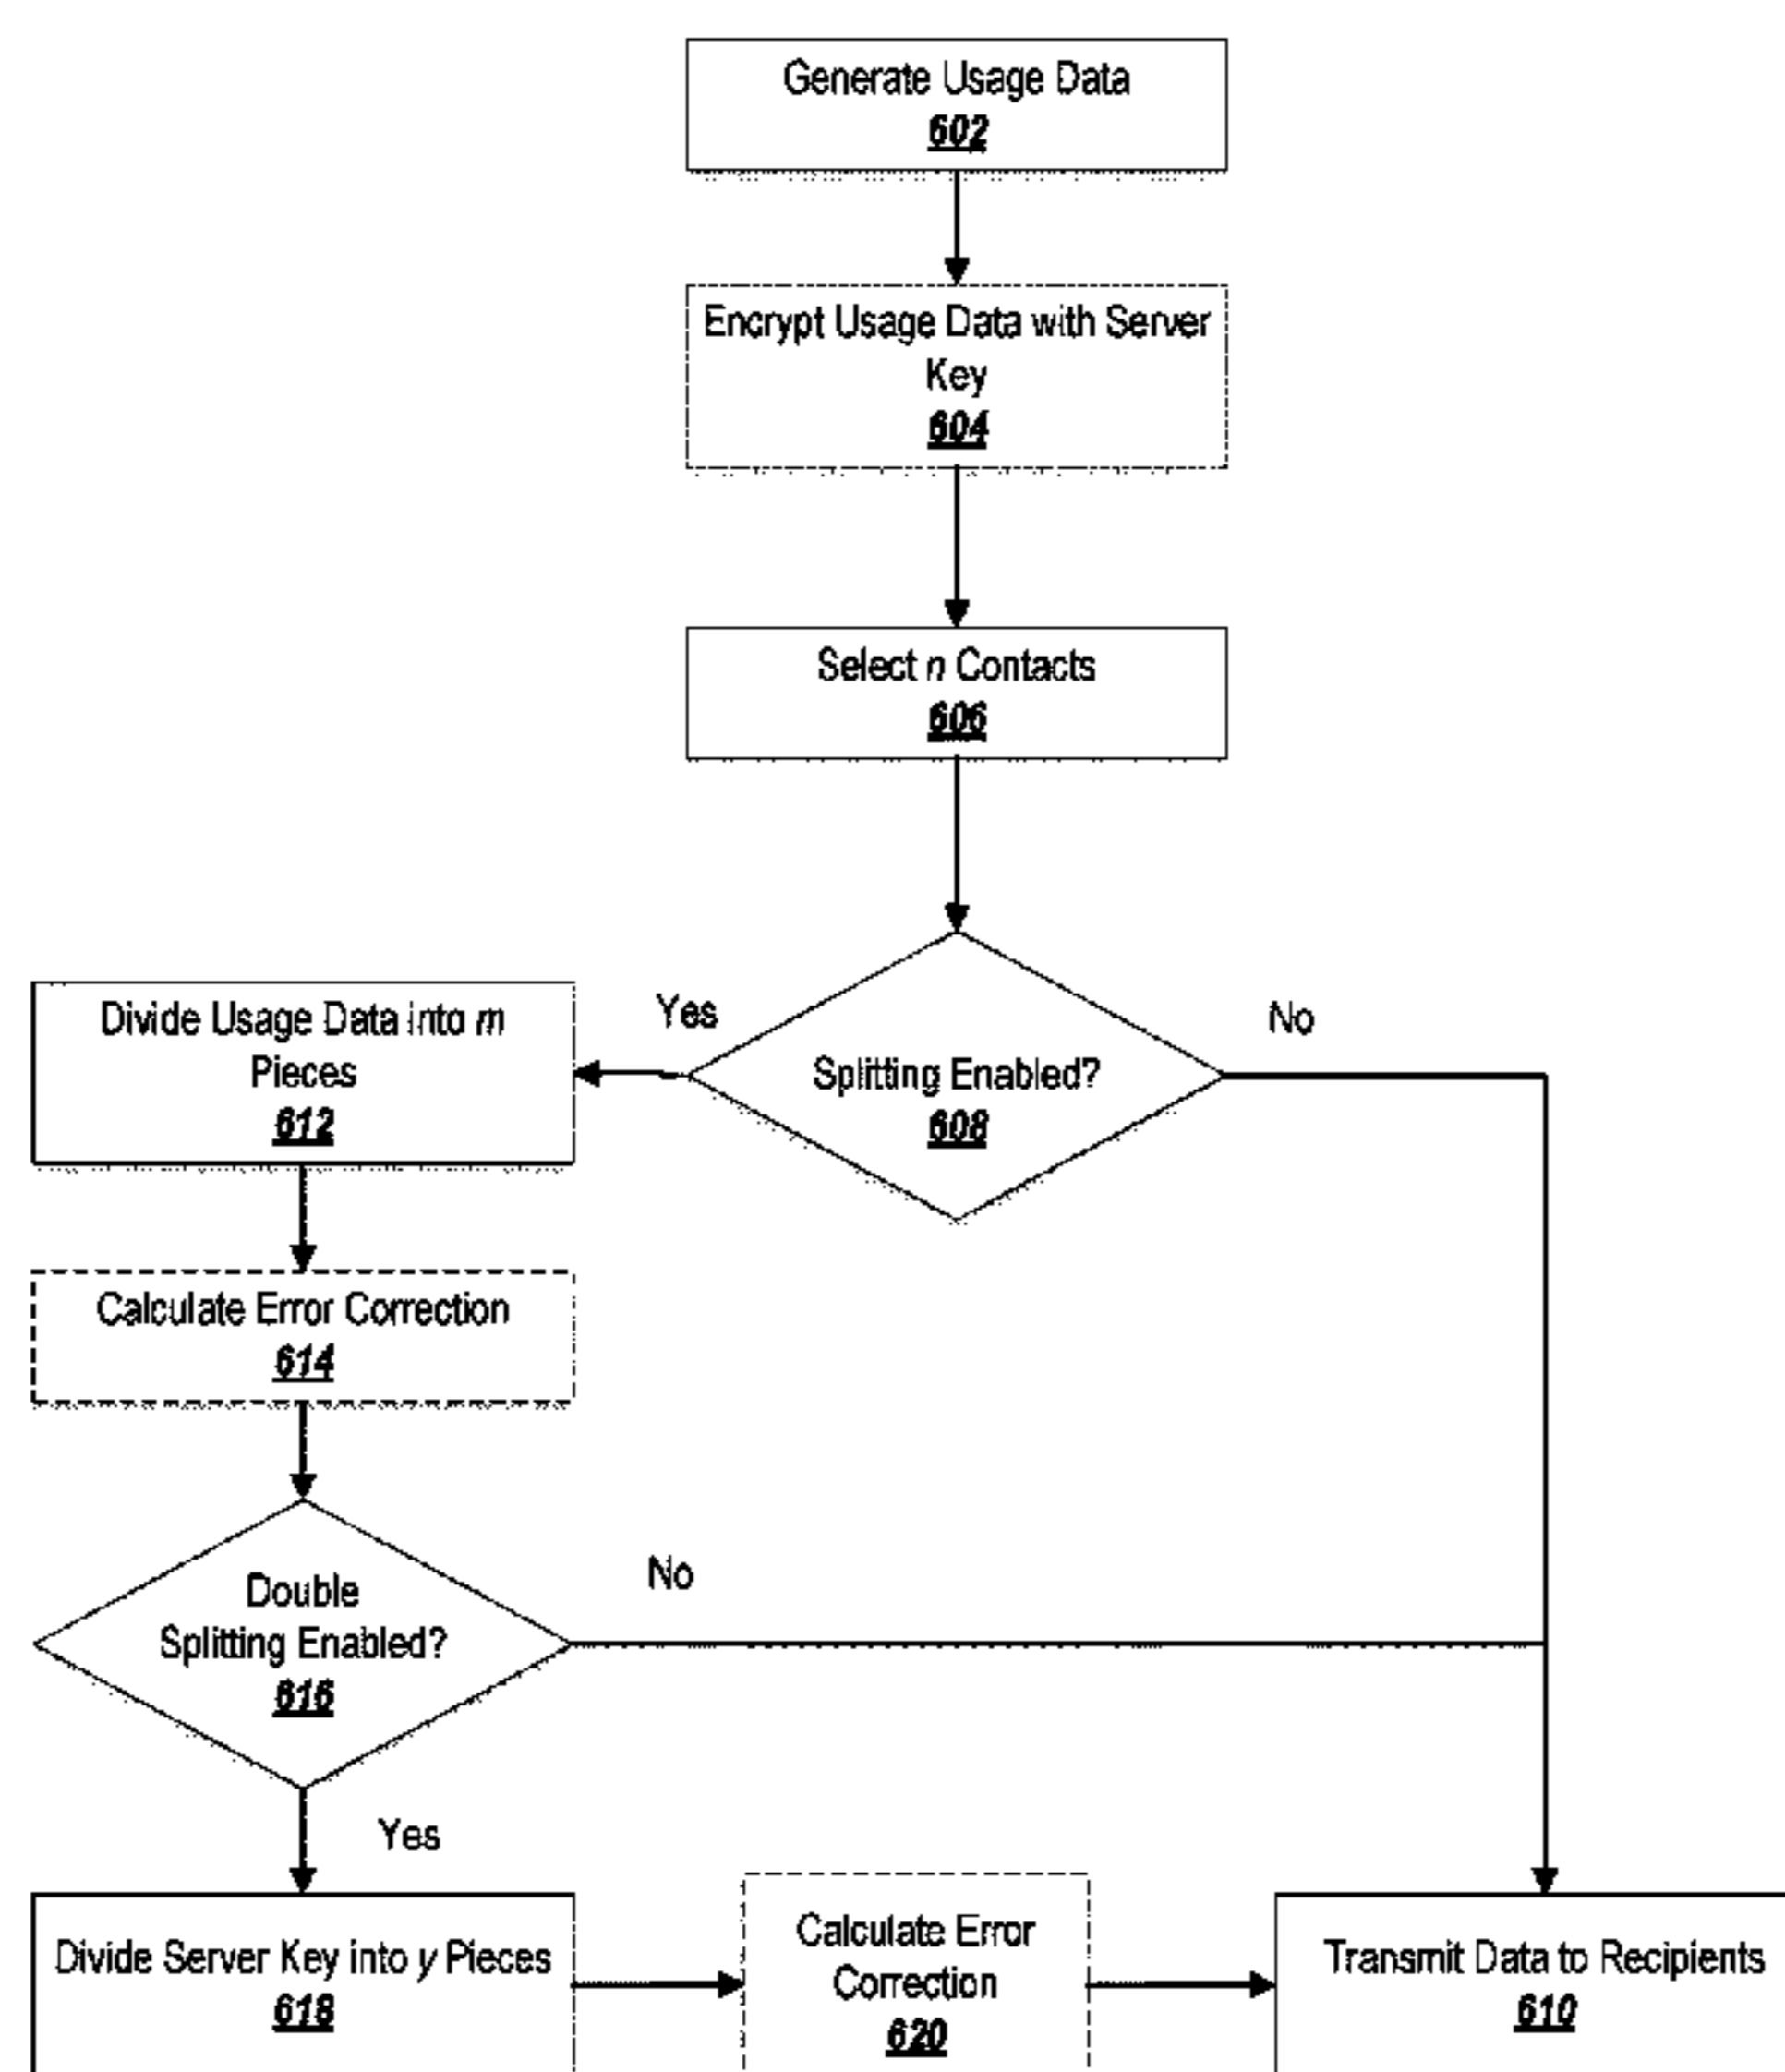 Generate Usage Data
602
Encrypt Usage Data with Server
Key
604
Select n Contacts
606
Splitting Enabled?
608
Yes
No
Divide Usage Data into m
Pieces
612
Calculate Error Correction
614
Double
Splitting Enabled?
616
No
Yes
Divide Server Key into y Pieces
618
Calculate Error
Correction
620
Transmit Data to Recipients
610